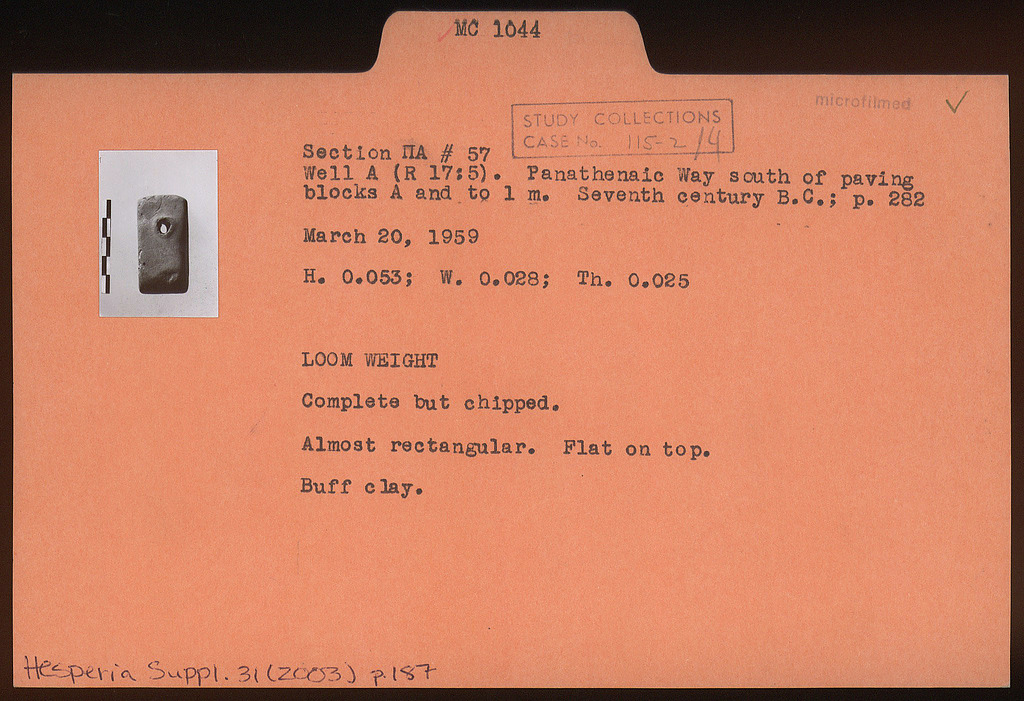 MC 1044
microfilmed ✓
STUDY COLLECTIONS
CASE No. 115-2/4
Section ΠA # 57
Well A (R 17:5). Panathenaic Way south of paving
blocks A and to 1 m. Seventh century B.C.; p. 282
March 20, 1959
H. 0.053; W. 0.028; Th. 0.025
LOOM WEIGHT
Complete but chipped.
Almost rectangular. Flat on top.
Buff clay.
Hesperia Suppl. 31 (2003) p.187